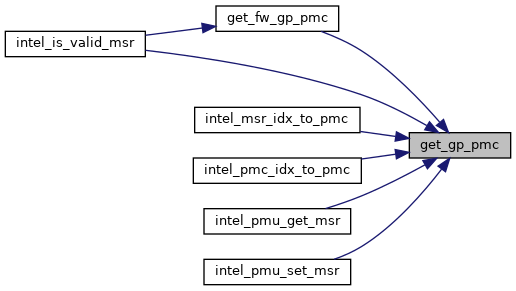 get_fw_gp_pmc
intel_is_valid_msr
intel_msr_idx_to_pmc
get_gp_pmc
intel_pmc_idx_to_pmc
intel_pmu_get_msr
intel_pmu_set_msr